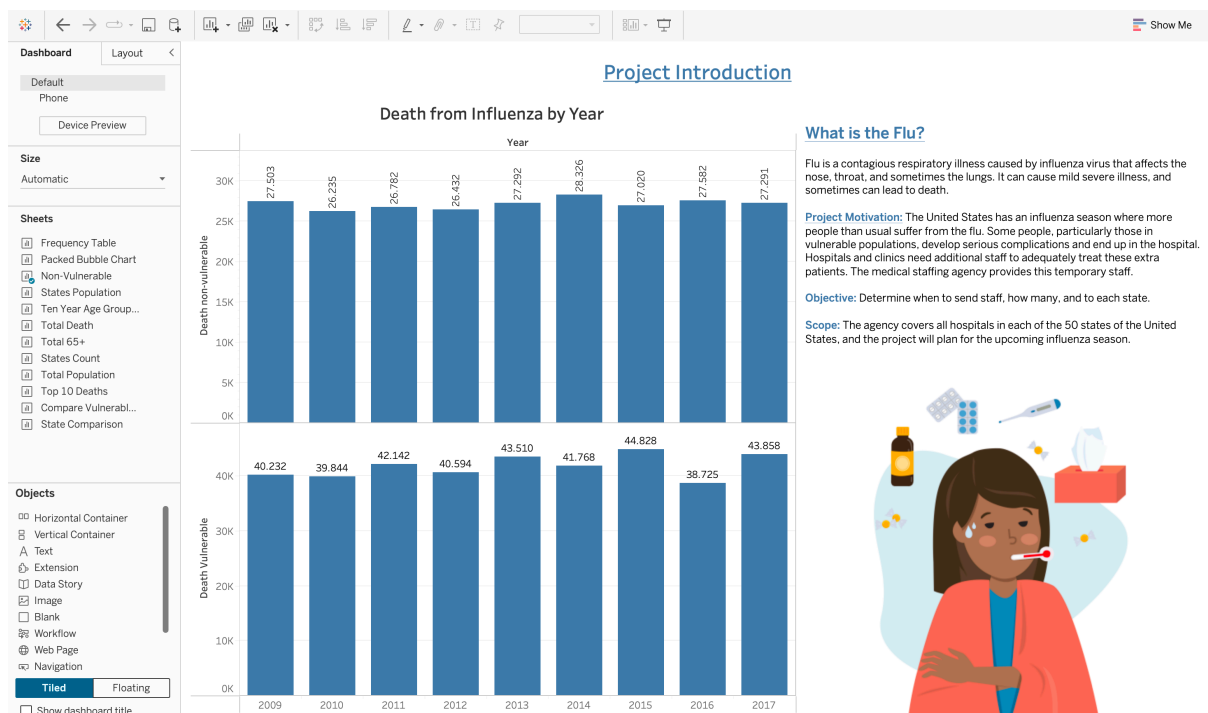 Show Me
Dashboard
Layout
Default
Phone
Device Preview
Size
Automatic
Sheets
Frequency Table
Packed Bubble Chart
Non-Vulnerable
States Population
Ten Year Age Group...
Total Death
Total 65+
States Count
Total Population
Top 10 Deaths
Compare Vulnerabl...
State Comparison
Objects
Horizontal Container
Vertical Container
A Text
Extension
Data Story
Image
Blank
Workflow
Web Page
Navigation
Tiled
Floating
Show dashboard title
Project Introduction
Death from Influenza by Year
Year
Death non-vulnerable
30K
25K
20K
15K
10K
5K
0K
27.503
26.235
26.782
26.432
27.292
28.326
27.020
27.582
27.291
Death Vulnerable
40K
30K
20K
10K
0K
40.232
39.844
42.142
40.594
43.510
41.768
44.828
38.725
43.858
2009 2010 2011 2012 2013 2014 2015 2016 2017
What is the Flu?
Flu is a contagious respiratory illness caused by influenza virus that affects the
nose, throat, and sometimes the lungs. It can cause mild severe illness, and
sometimes can lead to death.
Project Motivation: The United States has an influenza season where more
people than usual suffer from the flu. Some people, particularly those in
vulnerable populations, develop serious complications and end up in the hospital.
Hospitals and clinics need additional staff to adequately treat these extra
patients. The medical staffing agency provides this temporary staff.
Objective: Determine when to send staff, how many, and to each state.
Scope: The agency covers all hospitals in each of the 50 states of the United
States, and the project will plan for the upcoming influenza season.